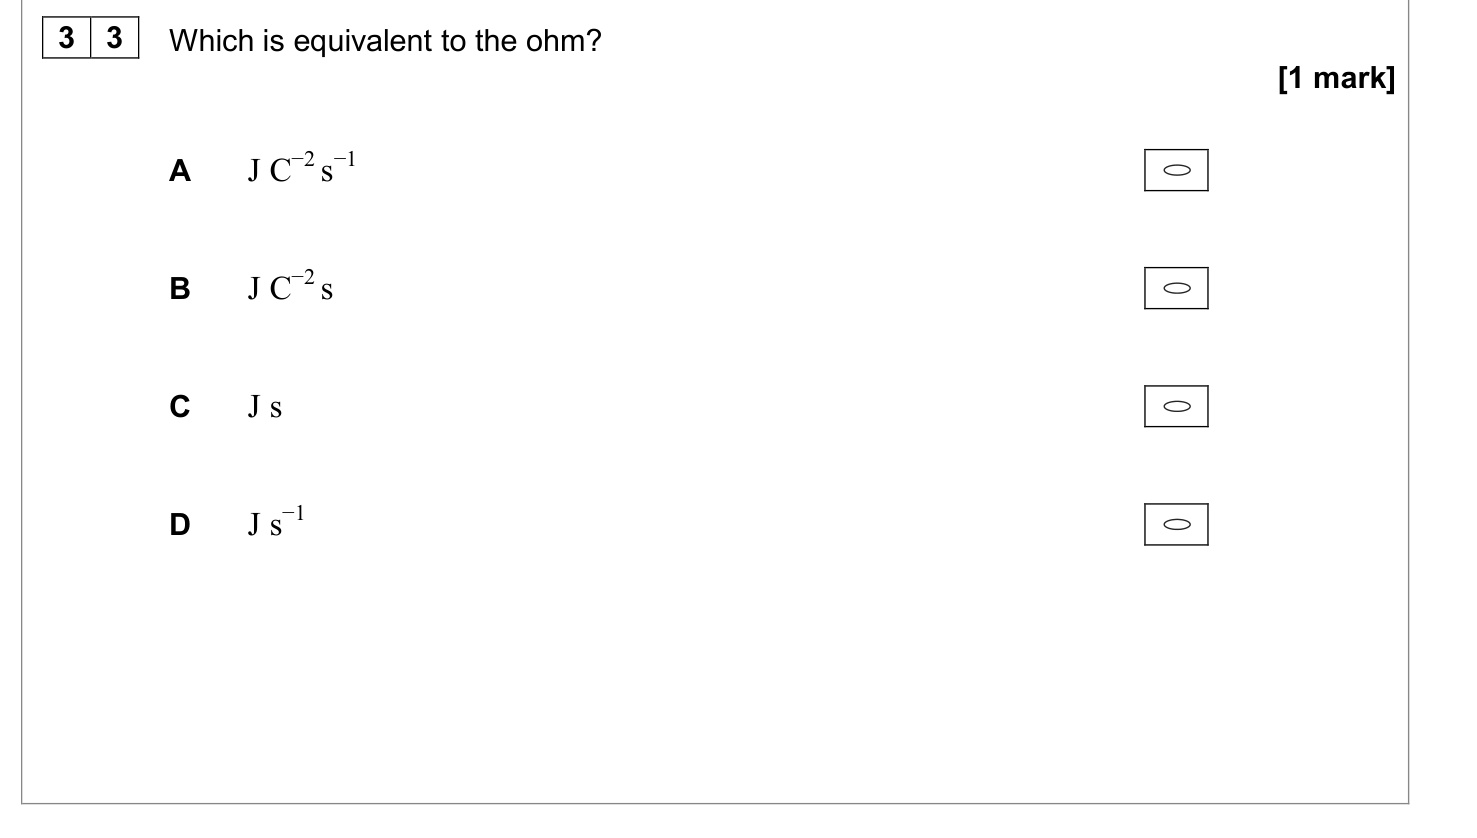 3 3 Which is equivalent to the ohm?
[1 mark]
A J C⁻² s⁻¹
B J C⁻² s
C J s
D J s⁻¹